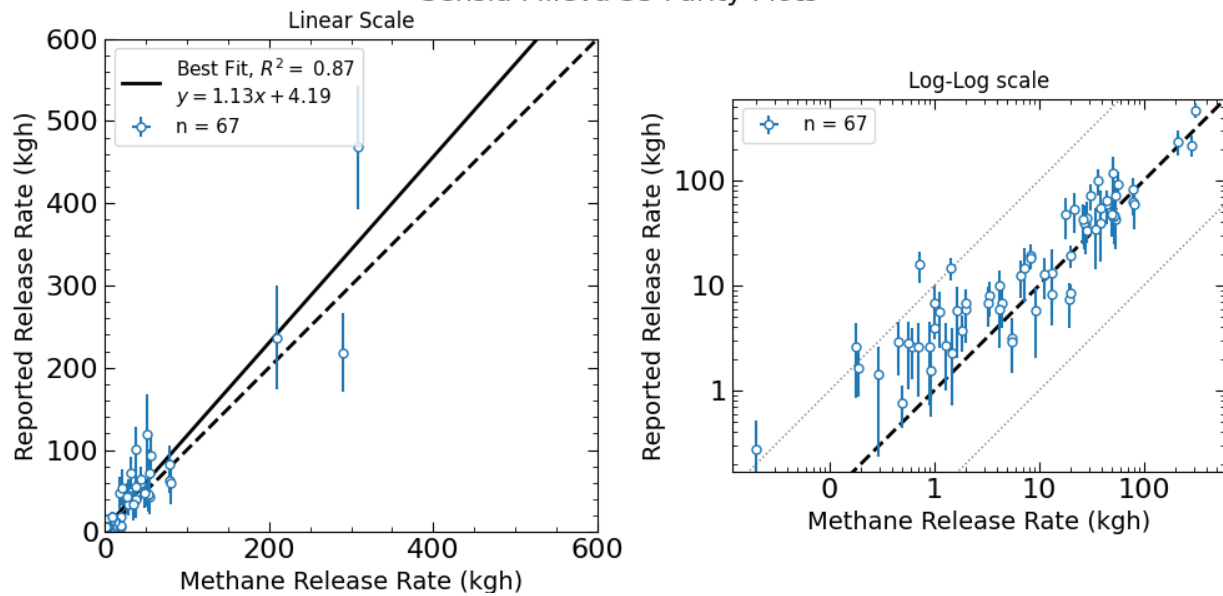 Linear Scale
600
500
400
300
200
100
0
0
200
400
600
Reported Release Rate (kgh)
Methane Release Rate (kgh)
Best Fit, R² = 0.87
y = 1.13x + 4.19
n = 67
Log-Log scale
n = 67
100
10
1
0
1
10
100
Reported Release Rate (kgh)
Methane Release Rate (kgh)